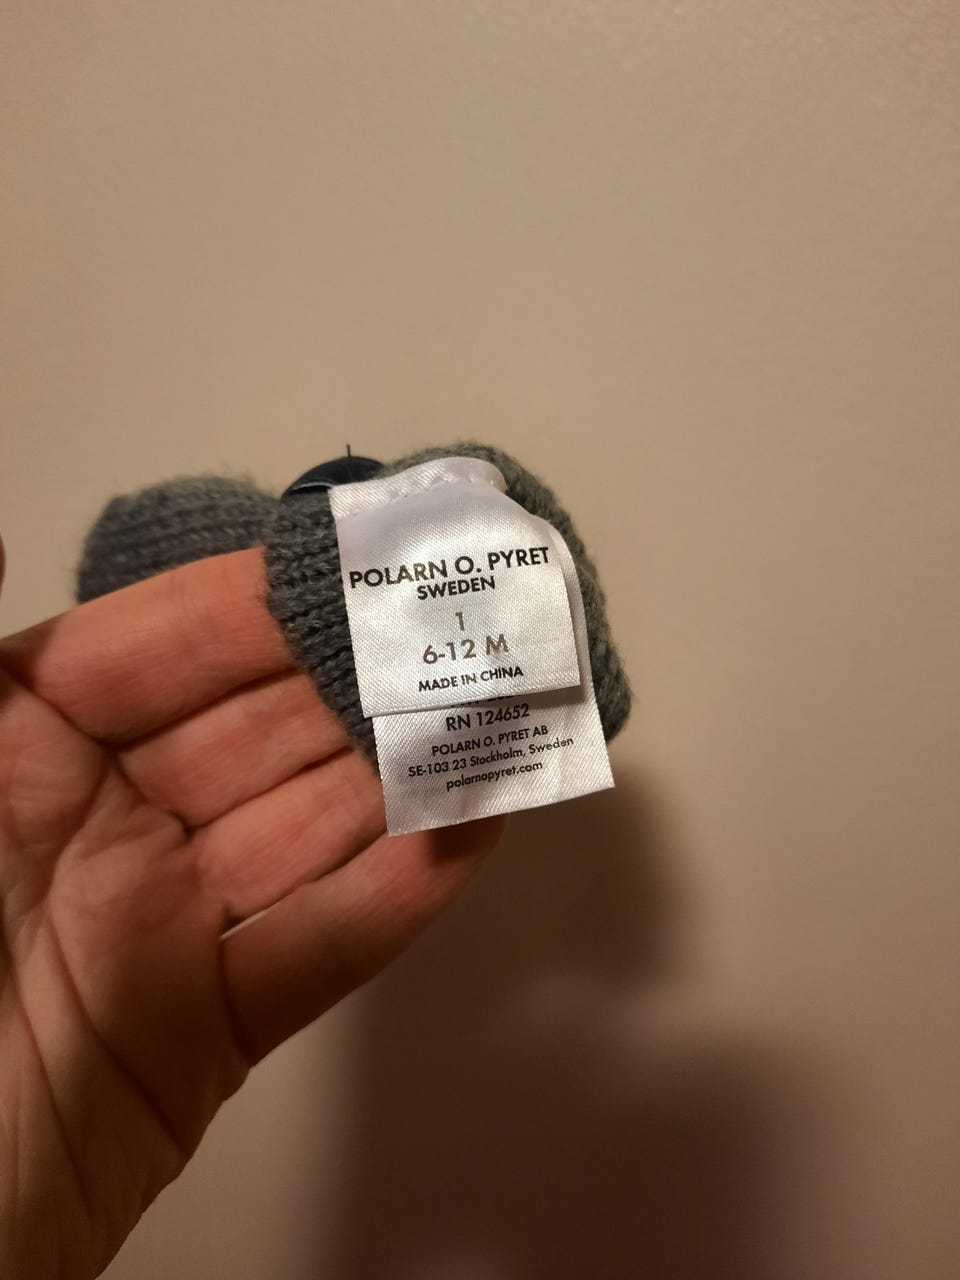 POLARN O. PYRET
SWEDEN
1
6-12 M
MADE IN CHINA
RN 124652
POLARN O. PYRET AB
SE-103 23 Stockholm, Sweden
polarnopyret.com